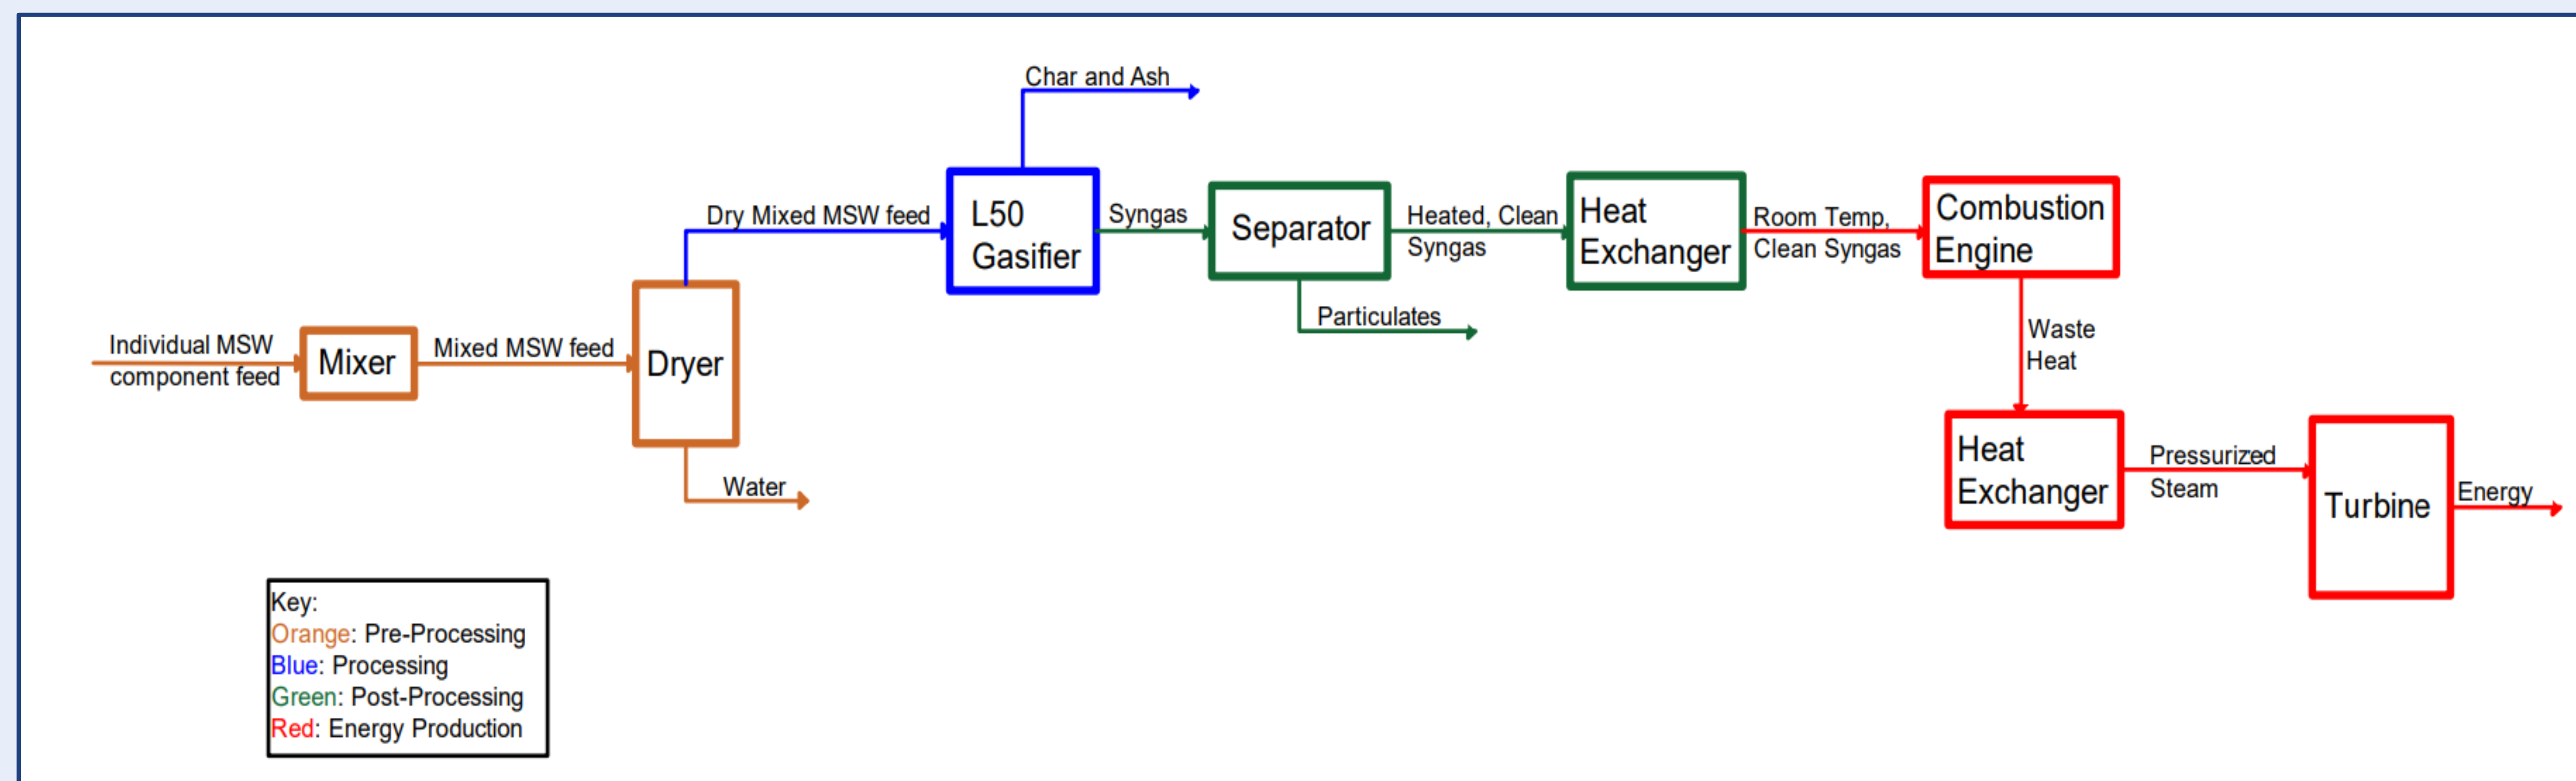 Char and Ash
Dry Mixed MSW feed
L50
Gasifier
Syngas
Separator
Heated, Clean
Syngas
Heat
Exchanger
Room Temp,
Clean Syngas
Combustion
Engine
Particulates
Individual MSW
component feed
Mixer
Mixed MSW feed
Dryer
Water
Waste
Heat
Heat
Exchanger
Pressurized
Steam
Turbine
Energy
Key:
Orange: Pre-Processing
Blue: Processing
Green: Post-Processing
Red: Energy Production